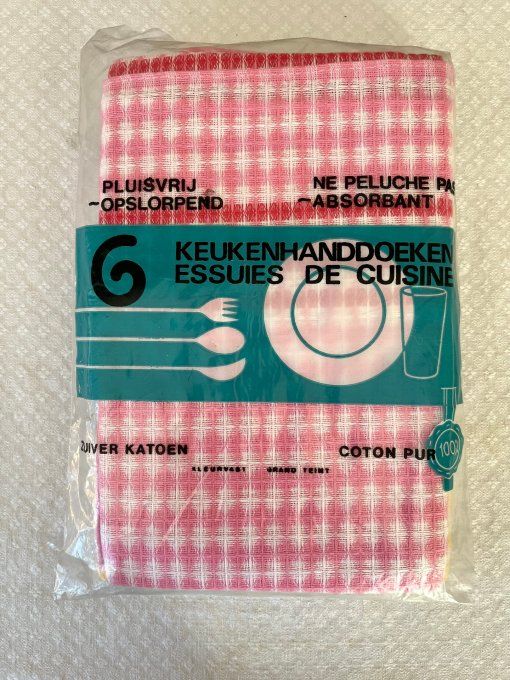 PLUISVRIJ
~OPSLORPEND
NE PELUCHE PAS
~ABSORBANT
6
KEUKENHANDDOEKEN
ESSUIES DE CUISINE
ZUIVER KATOEN
COTON PUR
KLEURVAST GRAND TEINT
100%